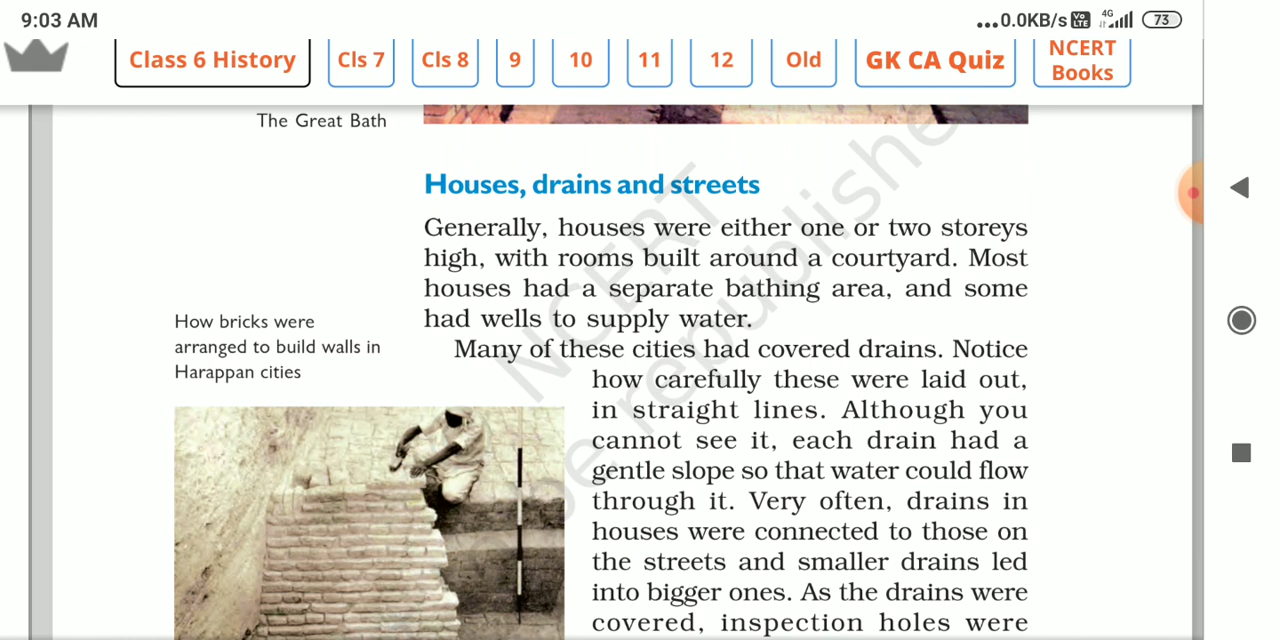 9:03 AM
...0.0KB/s Vo LTE 4G 73
Class 6 History Cls 7 Cls 8 9 10 11 12 Old GK CA Quiz NCERT Books
The Great Bath
Houses, drains and streets
Generally, houses were either one or two storeys
high, with rooms built around a courtyard. Most
houses had a separate bathing area, and some
had wells to supply water.
How bricks were
arranged to build walls in
Harappan cities
Many of these cities had covered drains. Notice
how carefully these were laid out,
in straight lines. Although you
cannot see it, each drain had a
gentle slope so that water could flow
through it. Very often, drains in
houses were connected to those on
the streets and smaller drains led
into bigger ones. As the drains were
covered, inspection holes were
NCERT
be republishe